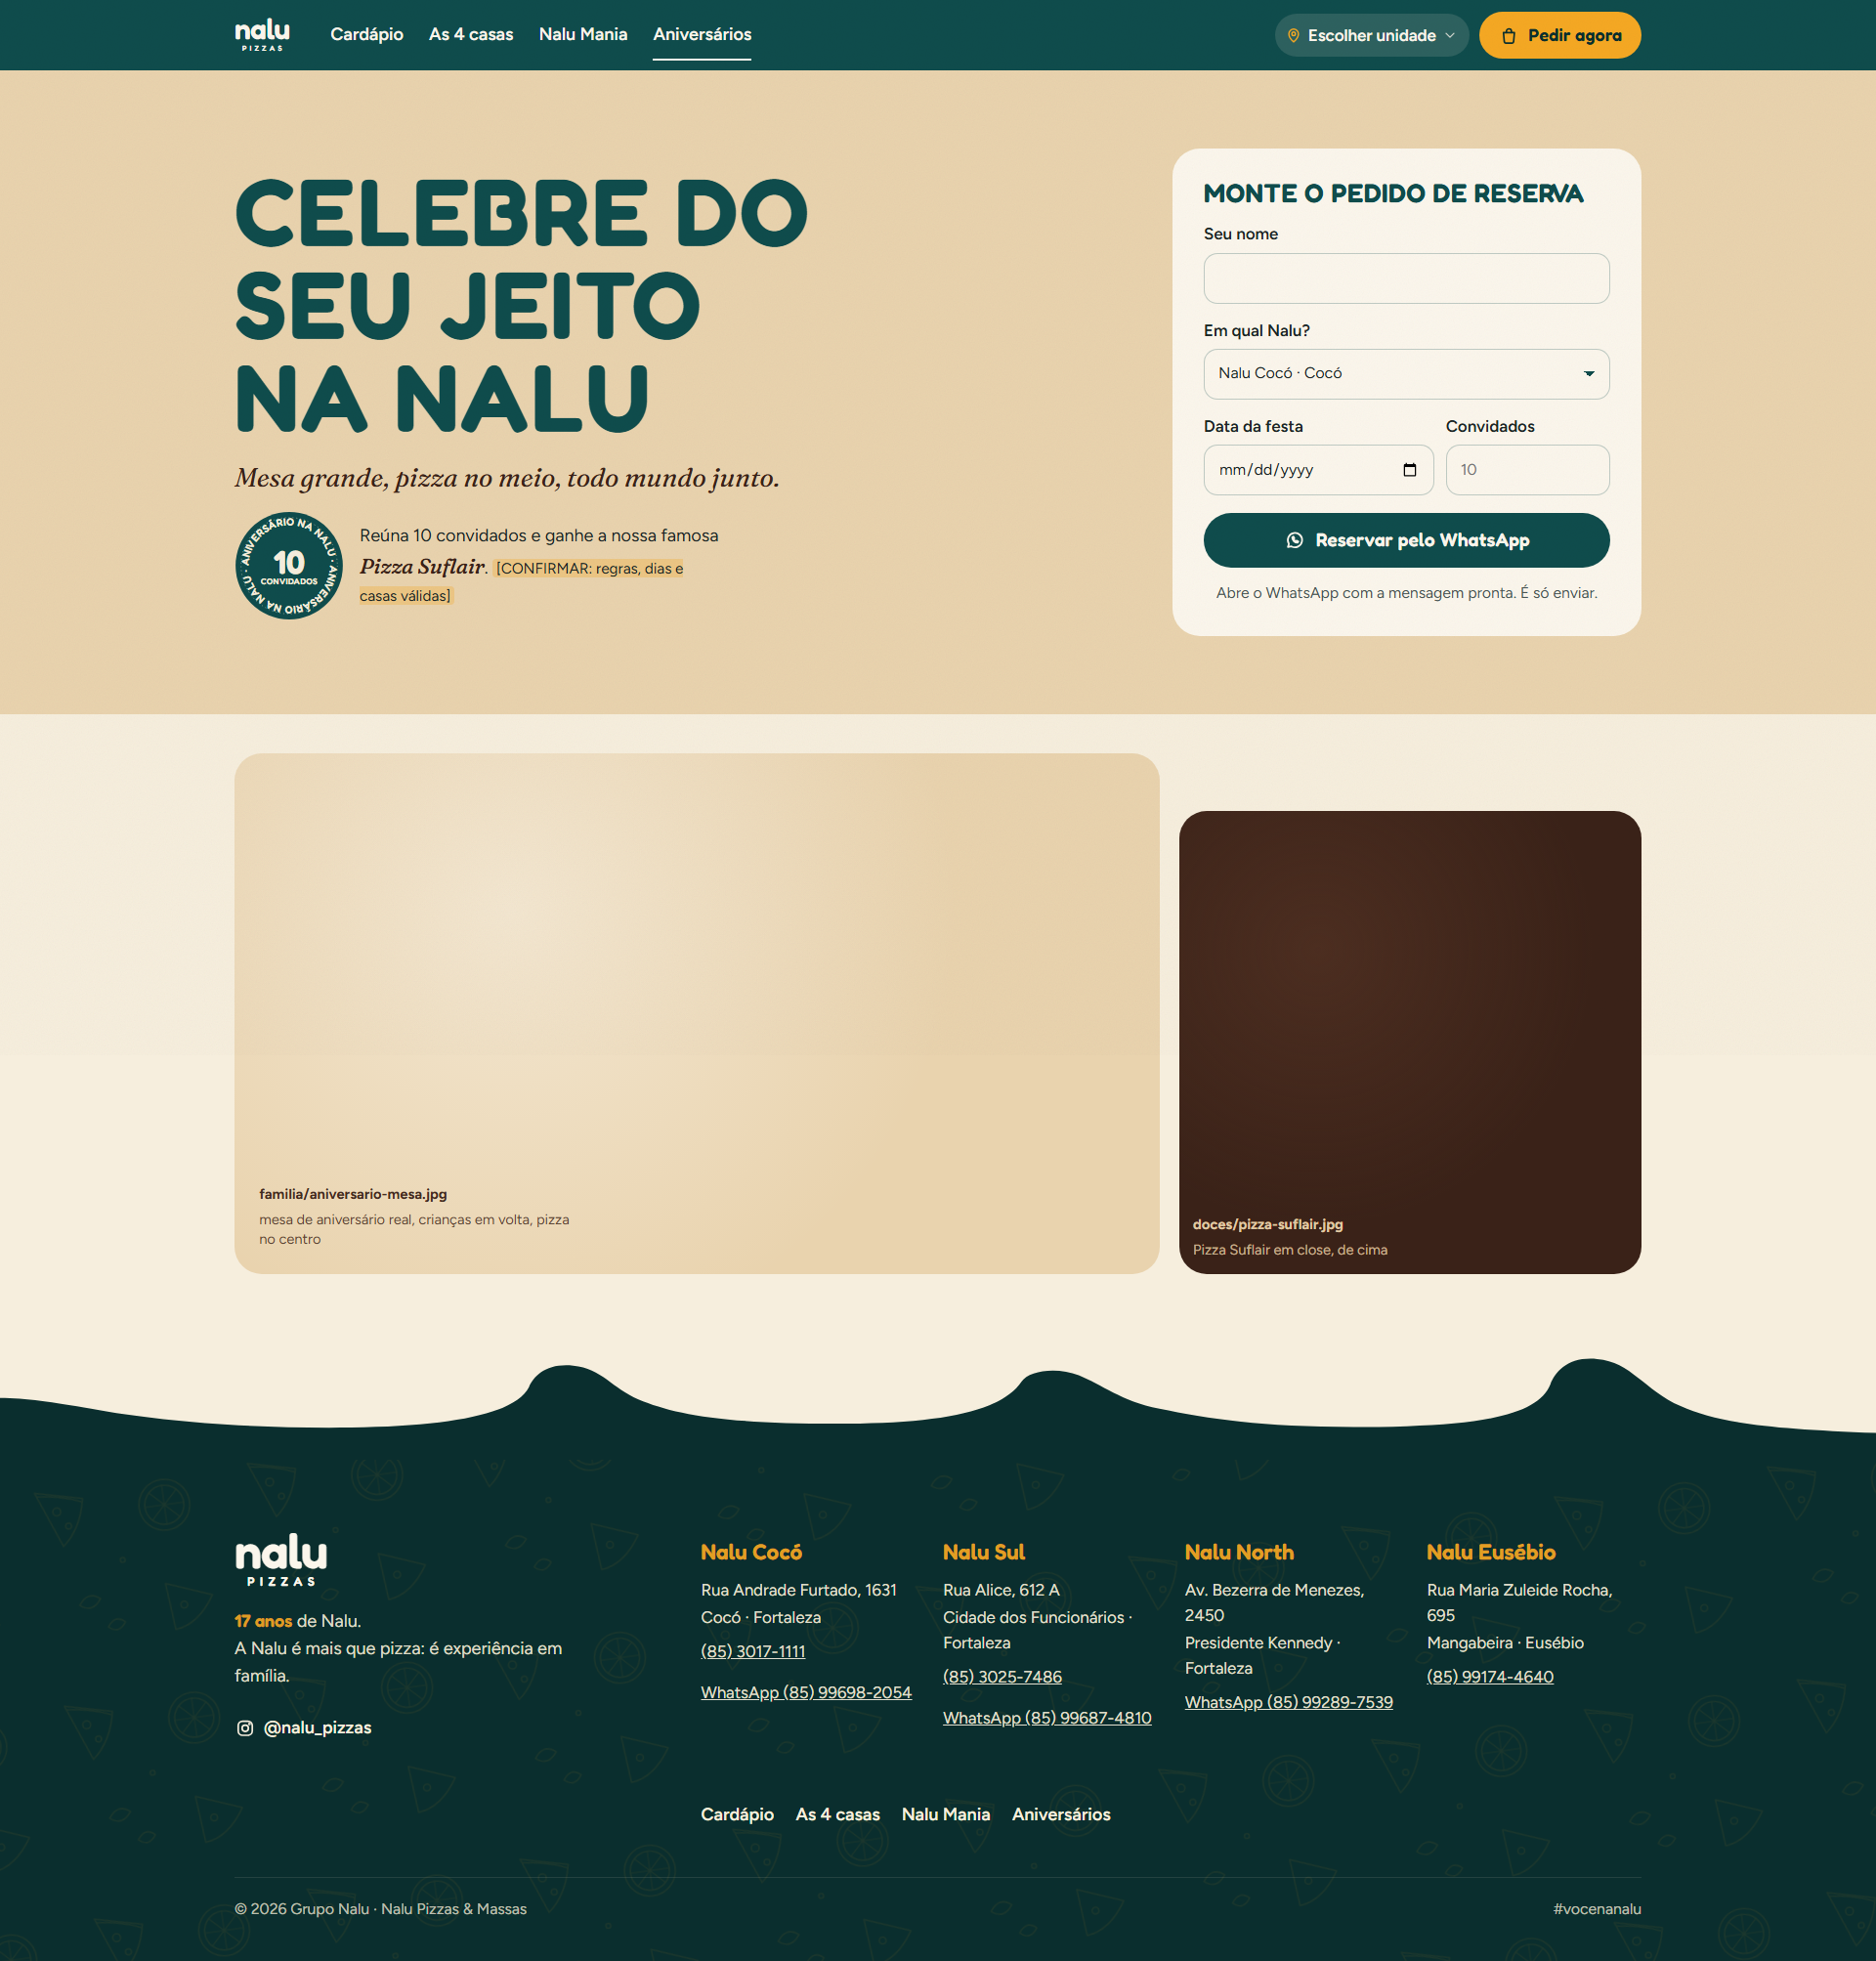 nalu
PIZZAS
Cardápio
As 4 casas
Nalu Mania
Aniversários
Escolher unidade
Pedir agora
CELEBRE DO
SEU JEITO
NA NALU
Mesa grande, pizza no meio, todo mundo junto.
ANIVERSÁRIO NA NALU · ANIVERSÁRIO NA NALU ·
10
CONVIDADOS
Reúna 10 convidados e ganhe a nossa famosa
Pizza Suflair. [CONFIRMAR: regras, dias e
casas válidas]
MONTE O PEDIDO DE RESERVA
Seu nome
Em qual Nalu?
Nalu Cocó · Cocó
Data da festa
Convidados
mm/dd/yyyy
10
Reservar pelo WhatsApp
Abre o WhatsApp com a mensagem pronta. É só enviar.
familia/aniversario-mesa.jpg
mesa de aniversário real, crianças em volta, pizza
no centro
doces/pizza-suflair.jpg
Pizza Suflair em close, de cima
nalu
PIZZAS
17 anos de Nalu.
A Nalu é mais que pizza: é experiência em
família.
@nalu_pizzas
Nalu Cocó
Rua Andrade Furtado, 1631
Cocó · Fortaleza
(85) 3017-1111
WhatsApp (85) 99698-2054
Nalu Sul
Rua Alice, 612 A
Cidade dos Funcionários ·
Fortaleza
(85) 3025-7486
WhatsApp (85) 99687-4810
Nalu North
Av. Bezerra de Menezes,
2450
Presidente Kennedy ·
Fortaleza
WhatsApp (85) 99289-7539
Nalu Eusébio
Rua Maria Zuleide Rocha,
695
Mangabeira · Eusébio
(85) 99174-4640
Cardápio
As 4 casas
Nalu Mania
Aniversários
© 2026 Grupo Nalu · Nalu Pizzas & Massas
#vocenanalu